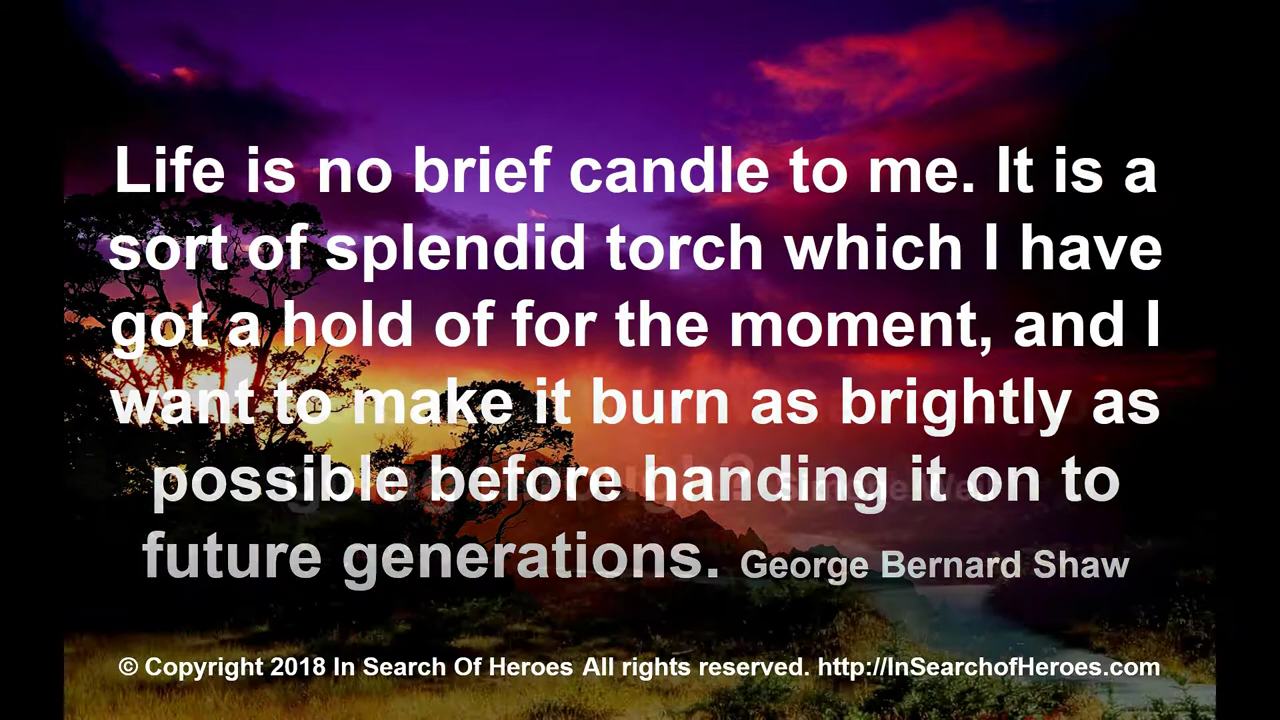 Life is no brief candle to me. It is a
sort of splendid torch which I have
got a hold of for the moment, and I
want to make it burn as brightly as
possible before handing it on to
future generations. George Bernard Shaw
© Copyright 2018 In Search Of Heroes All rights reserved. http://InSearchofHeroes.com